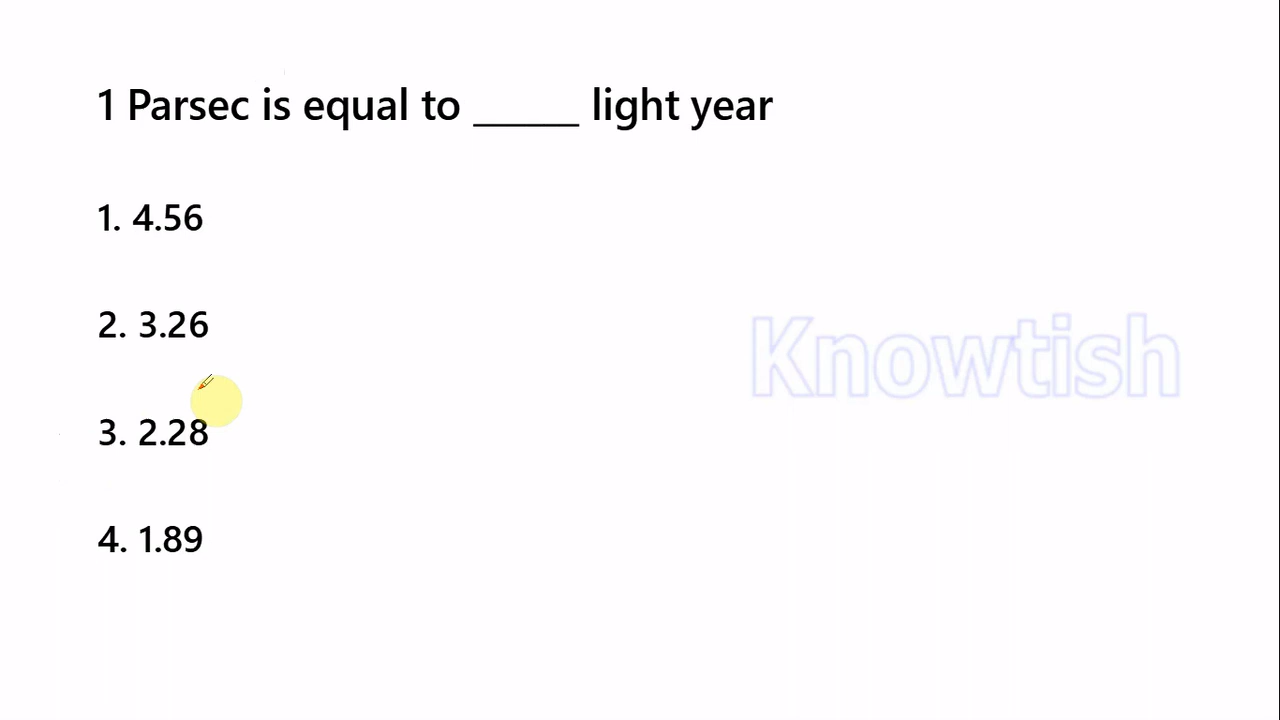 1 Parsec is equal to ______ light year
1. 4.56
2. 3.26
Knowtish
3. 2.28
4. 1.89